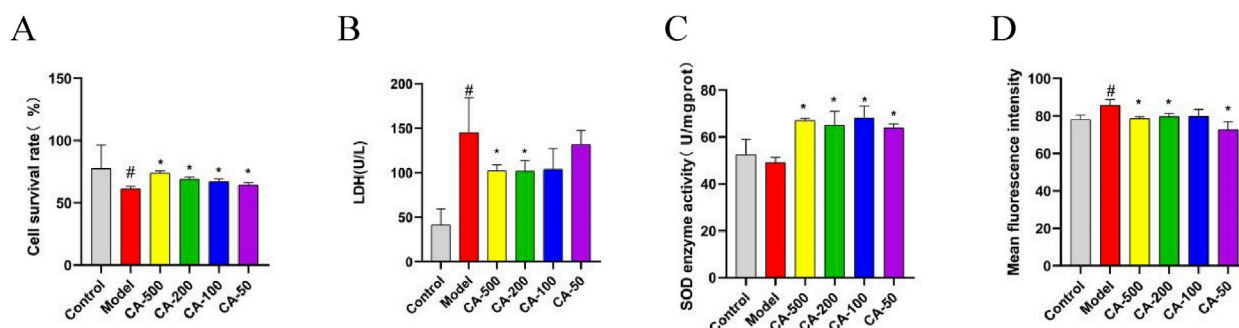 A
B
C
D
Cell survival rate（ %）
150
100
50
0
#
*
*
*
*
Control
Model
CA-500
CA-200
CA-100
CA-50
LDH(U/L)
200
150
100
50
0
#
*
*
Control
Model
CA-500
CA-200
CA-100
CA-50
SOD enzyme activity（ U/mgprot）
80
60
40
20
0
*
*
*
*
Control
Model
CA-500
CA-200
CA-100
CA-50
Mean fluorescence intensity
100
80
60
40
20
0
#
*
*
*
Control
Model
CA-500
CA-200
CA-100
CA-50